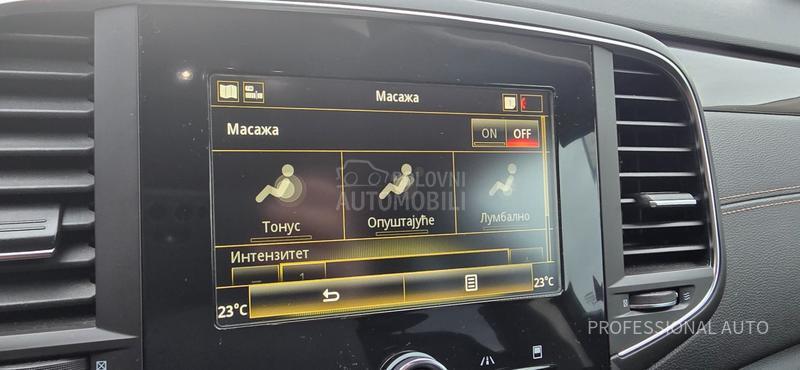 Масажа
Масажа ON OFF
POLOVNI
AUTOMOBILI
Тонус Опуштајуће Лумбално
Интензитет
- 1
23°C 23°C
PROFESSIONAL AUTO